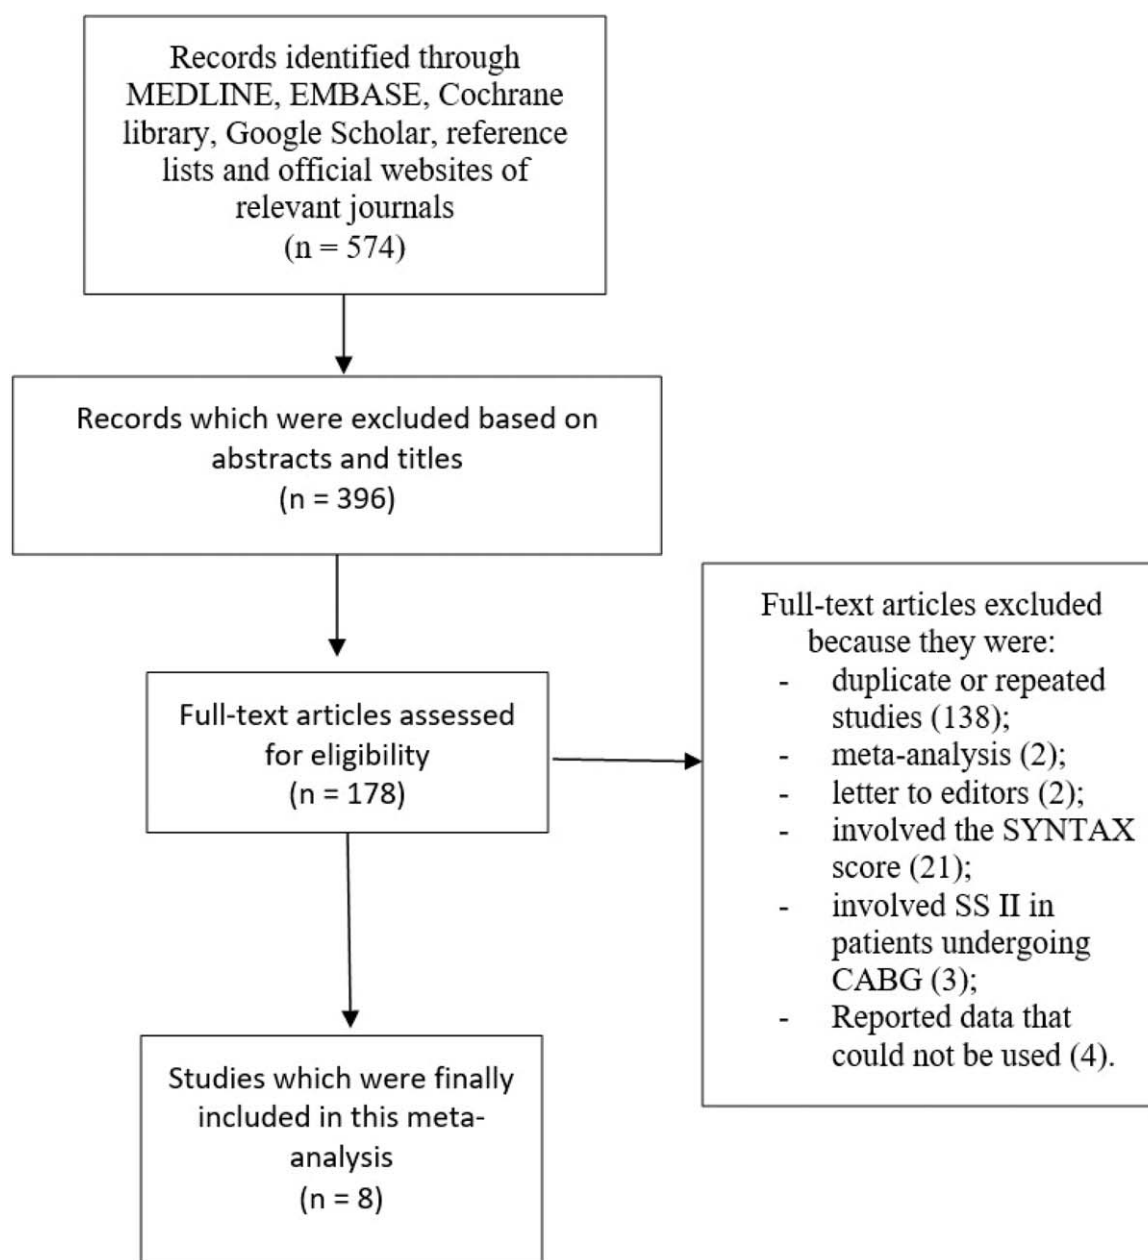 Records identified through
MEDLINE, EMBASE, Cochrane
library, Google Scholar, reference
lists and official websites of
relevant journals
(n = 574)
Records which were excluded based on
abstracts and titles
(n = 396)
Full-text articles assessed
for eligibility
(n = 178)
Full-text articles excluded
because they were:
- duplicate or repeated
studies (138);
- meta-analysis (2);
- letter to editors (2);
- involved the SYNTAX
score (21);
- involved SS II in
patients undergoing
CABG (3);
- Reported data that
could not be used (4).
Studies which were finally
included in this meta-
analysis
(n = 8)